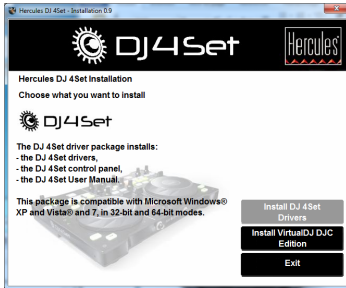 Hercules DJ 4Set - Installation 0.9
DJ4Set
Hercules
Hercules DJ 4Set Installation
Choose what you want to install
DJ4Set
The DJ 4Set driver package installs:
- the DJ 4Set drivers,
- the DJ 4Set control panel,
- the DJ 4Set User Manual.
This package is compatible with Microsoft Windows®
XP and Vista® and 7, in 32-bit and 64-bit modes.
Install DJ 4Set
Drivers
Install VirtualDJ DJC
Edition
Exit